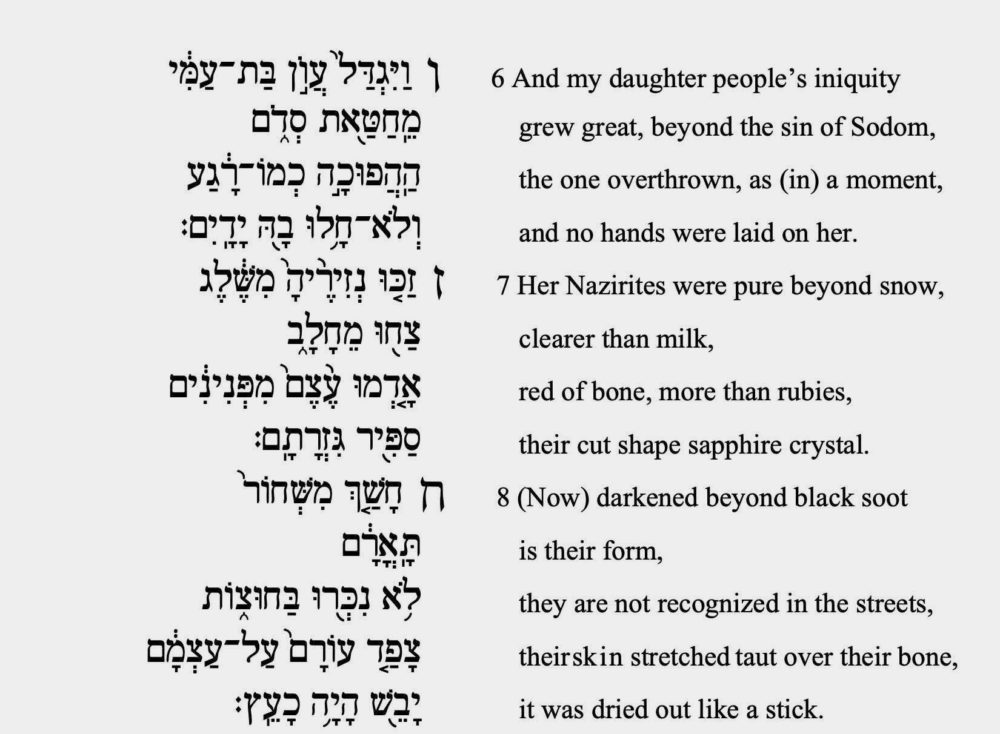 ו וַיִּגְדַּל֙ עֲוֺ֣ן בַּת־עַמִּ֔י
6 And my daughter people’s iniquity
מֵֽחַטַּ֖את סְדֹ֑ם
grew great, beyond the sin of Sodom,
הַֽהֲפוּכָ֣ה כְמוֹ־רָ֔גַע
the one overthrown, as (in) a moment,
וְלֹא־חָ֥לוּ בָ֖הּ יָדָֽיִם׃
and no hands were laid on her.
ז זַכּ֤וּ נְזִירֶ֙יהָ֙ מִשֶּׁ֔לֶג
7 Her Nazirites were pure beyond snow,
צַח֖וּ מֵחָלָ֑ב
clearer than milk,
אָ֤דְמוּ עֶ֙צֶם֙ מִפְּנִינִ֔ים
red of bone, more than rubies,
סַפִּ֖יר גִּזְרָתָֽם׃
their cut shape sapphire crystal.
ח חָשַׁ֤ךְ מִשְּׁחוֹר֙
8 (Now) darkened beyond black soot
תָּֽאֳרָ֔ם
is their form,
לֹ֥א נִכְּר֖וּ בַּחוּצ֑וֹת
they are not recognized in the streets,
צָפַ֤ד עוֹרָם֙ עַל־עַצְמָ֔ם
their skin stretched taut over their bone,
יָבֵ֖שׁ הָיָ֥ה כָעֵֽץ׃
it was dried out like a stick.